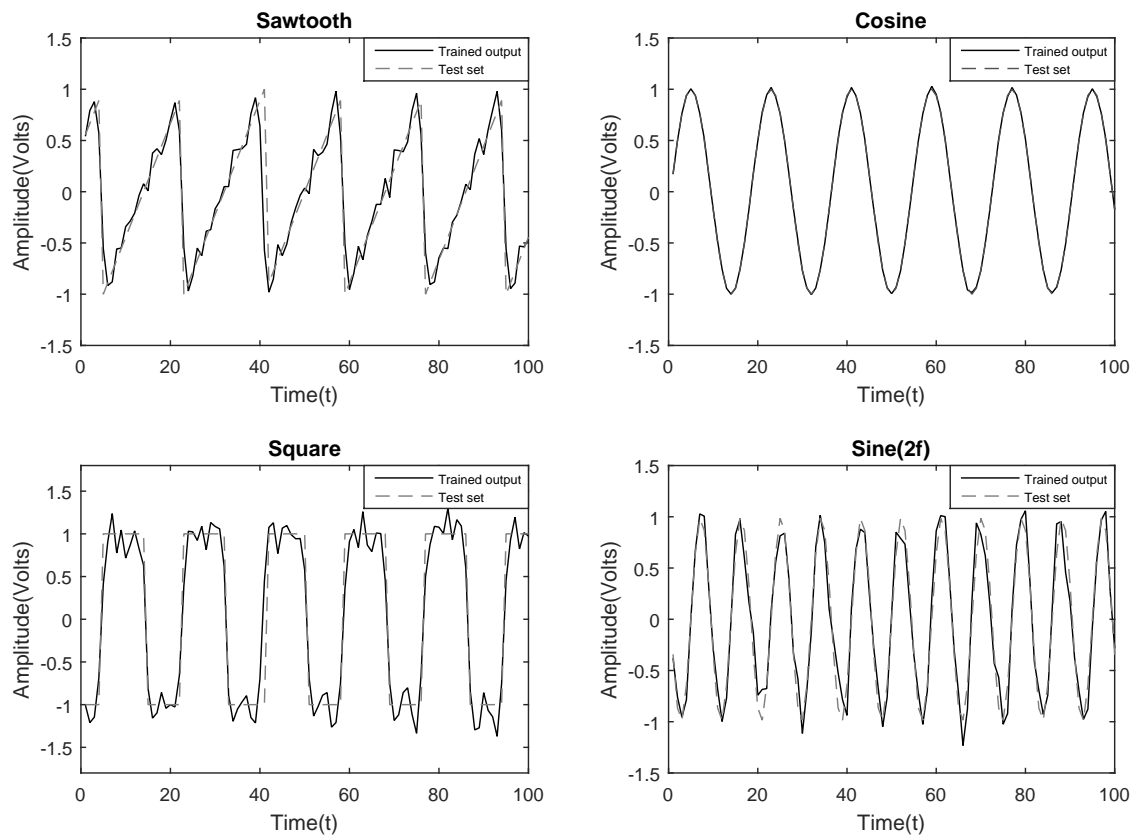 Sawtooth
Trained output
Test set
1.5
1
0.5
0
-0.5
-1
-1.5
Amplitude(Volts)
0 20 40 60 80 100
Time(t)
Cosine
Trained output
Test set
1.5
1
0.5
0
-0.5
-1
-1.5
Amplitude(Volts)
0 20 40 60 80 100
Time(t)
Square
Trained output
Test set
1.5
1
0.5
0
-0.5
-1
-1.5
Amplitude(Volts)
0 20 40 60 80 100
Time(t)
Sine(2f)
Trained output
Test set
1.5
1
0.5
0
-0.5
-1
-1.5
Amplitude(Volts)
0 20 40 60 80 100
Time(t)